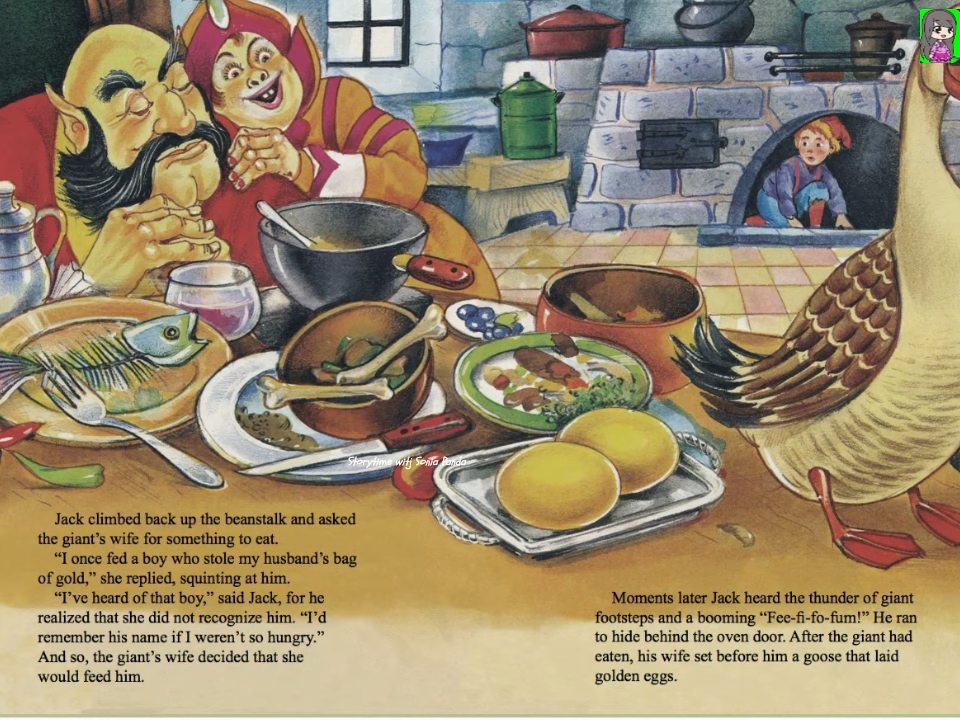 Storytime with Sonia Panda
Jack climbed back up the beanstalk and asked
the giant's wife for something to eat.
"I once fed a boy who stole my husband's bag
of gold," she replied, squinting at him.
"I've heard of that boy," said Jack, for he
realized that she did not recognize him. "I'd
remember his name if I weren't so hungry."
And so, the giant's wife decided that she
would feed him.
Moments later Jack heard the thunder of giant
footsteps and a booming "Fee-fi-fo-fum!" He ran
to hide behind the oven door. After the giant had
eaten, his wife set before him a goose that laid
golden eggs.